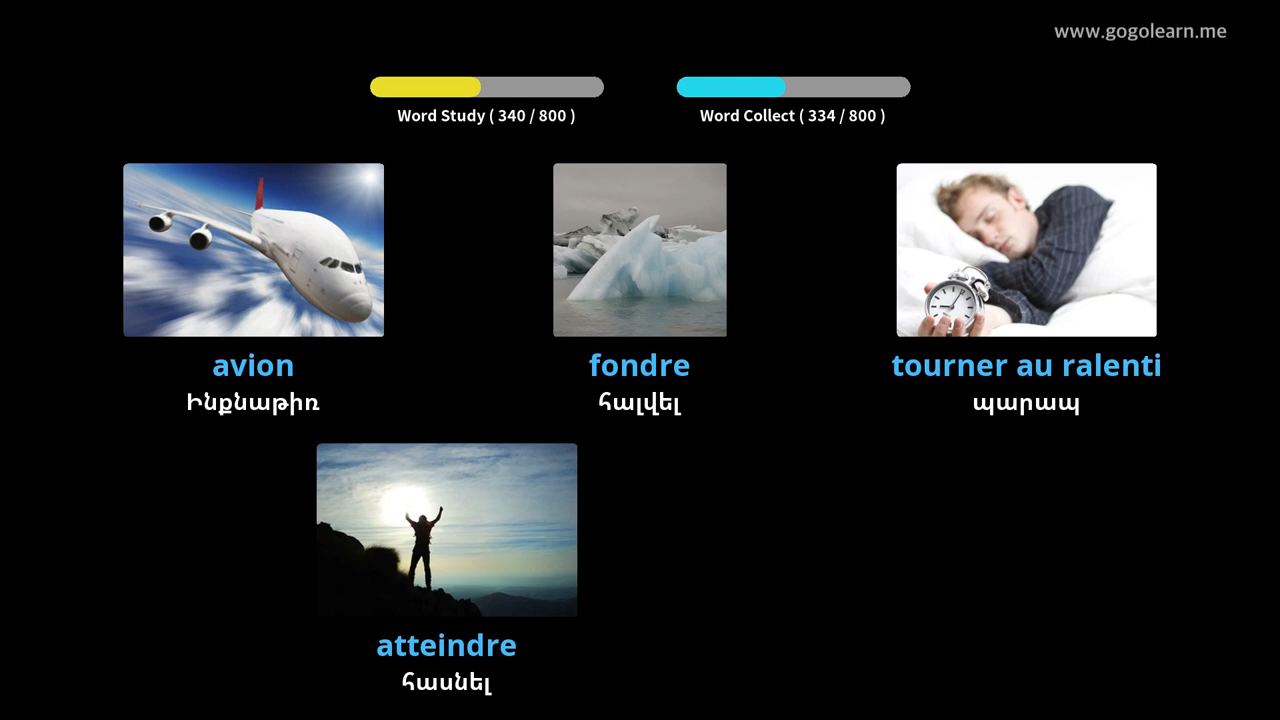 www.gogolearn.me
Word Study ( 340 / 800 )
Word Collect ( 334 / 800 )
avion
Ինքնաթիռ
fondre
հալվել
tourner au ralenti
պարապ
atteindre
հասնել